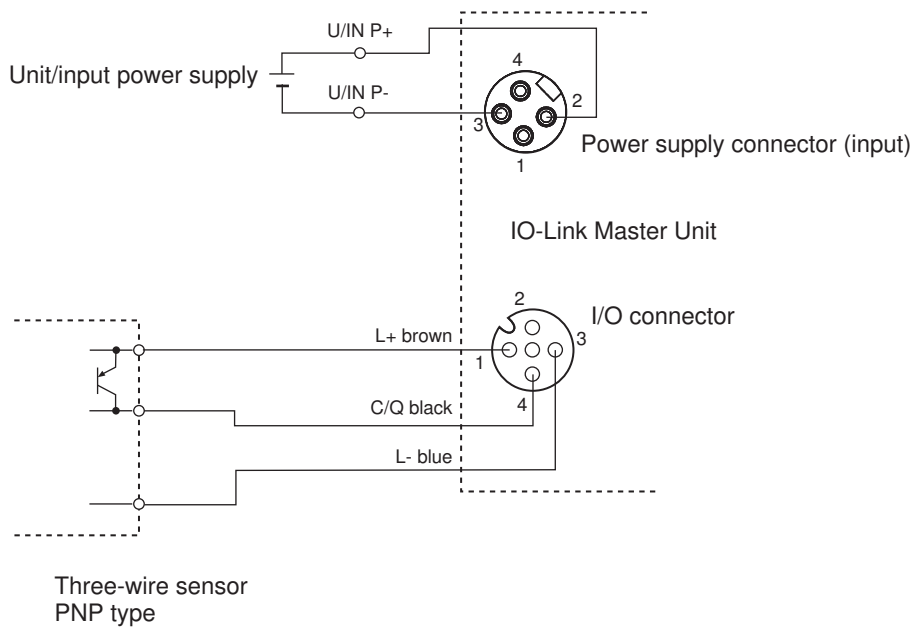 U/IN P+
Unit/input power supply
U/IN P-
4
2
3
1
Power supply connector (input)
IO-Link Master Unit
2
I/O connector
L+ brown
3
1
4
C/Q black
L- blue
Three-wire sensor
PNP type